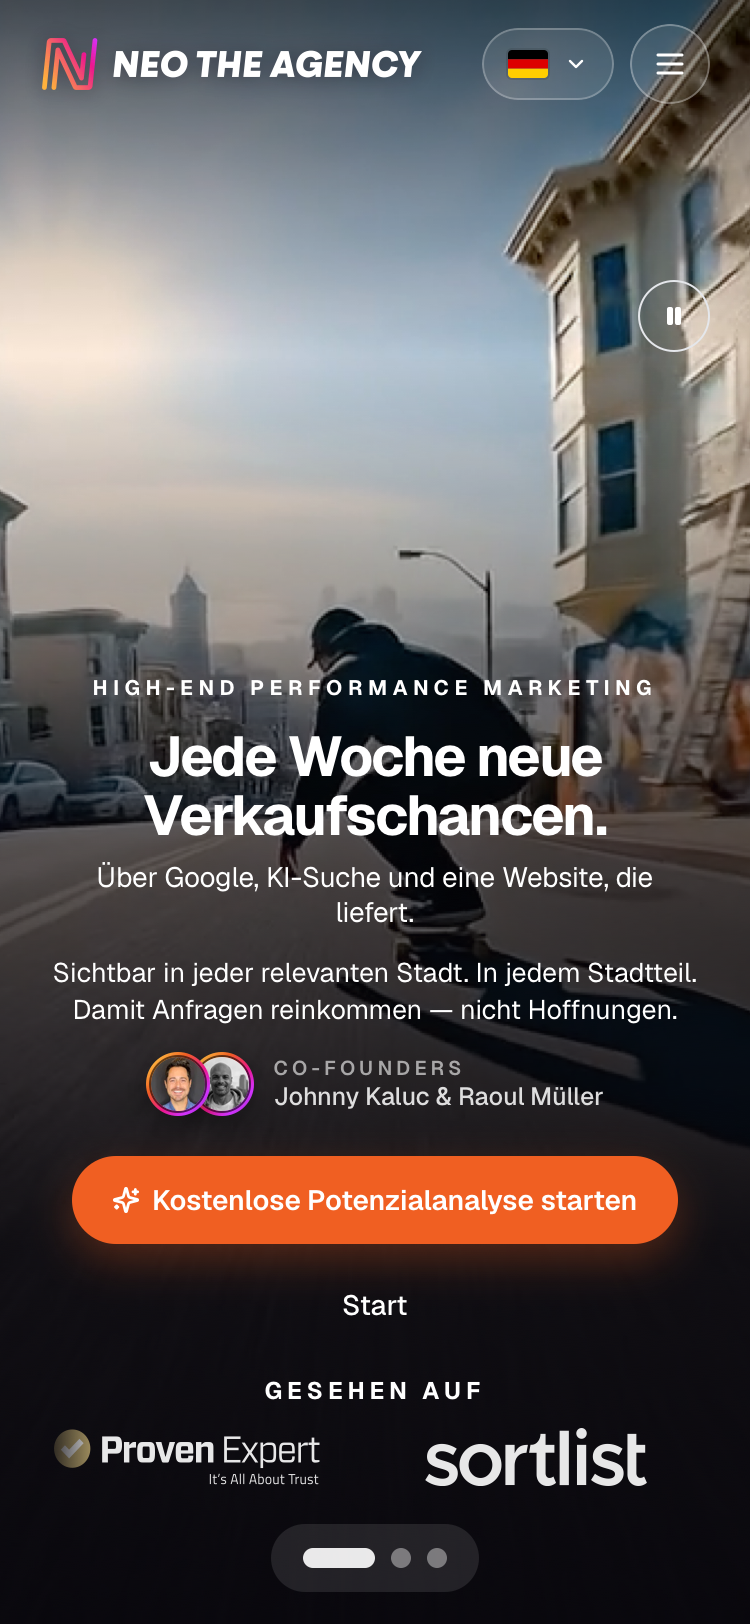 NEO THE AGENCY
HIGH-END PERFORMANCE MARKETING
Jede Woche neue
Verkaufschancen.
Über Google, KI-Suche und eine Website, die
liefert.
Sichtbar in jeder relevanten Stadt. In jedem Stadtteil.
Damit Anfragen reinkommen — nicht Hoffnungen.
CO-FOUNDERS
Johnny Kaluc & Raoul Müller
Kostenlose Potenzialanalyse starten
Start
GESEHEN AUF
Proven Expert
It's All About Trust
sortlist